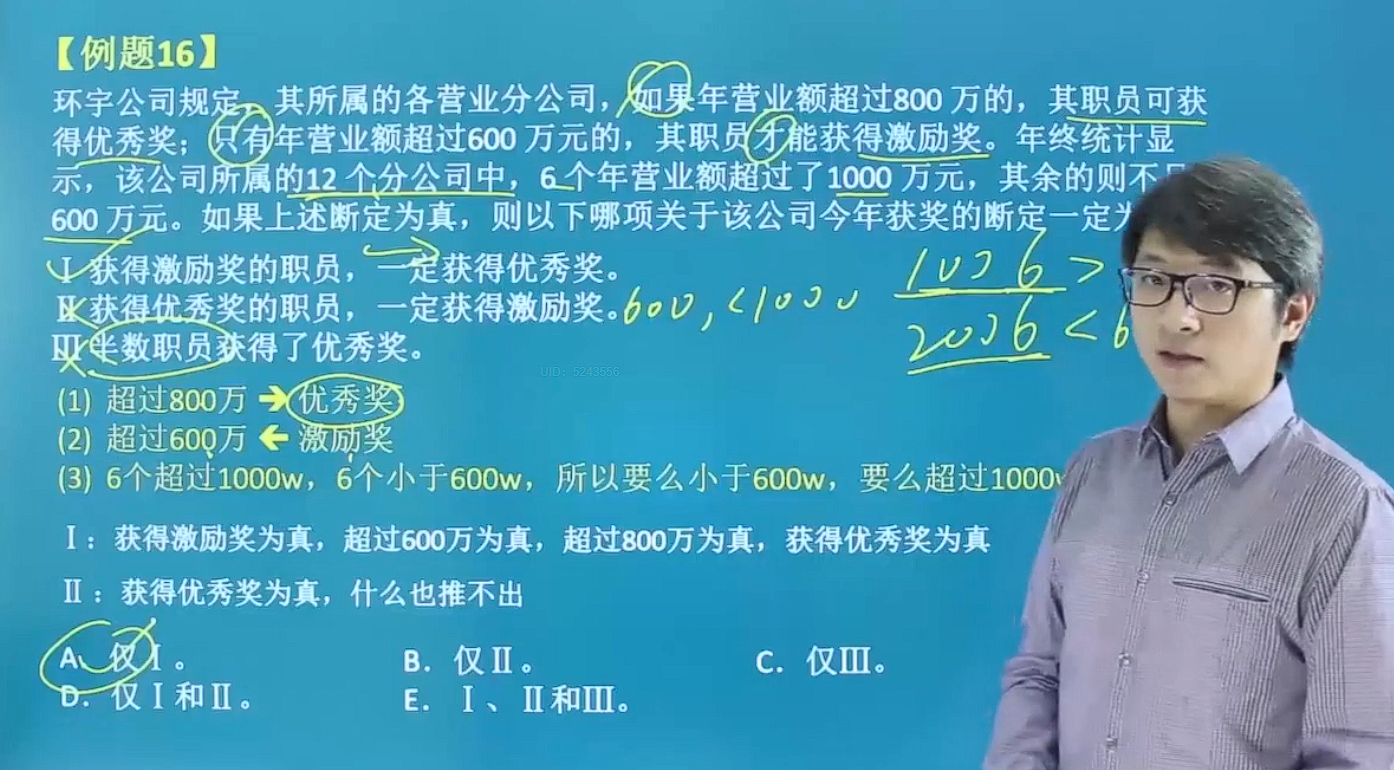 【例题16】
环宇公司规定，其所属的各营业分公司，如果年营业额超过800 万的，其职员可获
得优秀奖；只有年营业额超过600 万元的，其职员才能获得激励奖。年终统计显
示，该公司所属的12 个分公司中，6 个年营业额超过了1000 万元，其余的则不
600 万元。如果上述断定为真，则以下哪项关于该公司今年获奖的断定一定为
Ⅰ 获得激励奖的职员，一定获得优秀奖。
Ⅱ 获得优秀奖的职员，一定获得激励奖。
600, <1000
1⊃ 6 >
2⊃ 6 < 6
Ⅲ 半数职员获得了优秀奖。
UID：5243556
(1) 超过800万 → 优秀奖
(2) 超过600万 ← 激励奖
(3) 6个超过1000w，6个小于600w，所以要么小于600w，要么超过1000
Ⅰ：获得激励奖为真，超过600万为真，超过800万为真，获得优秀奖为真
Ⅱ：获得优秀奖为真，什么也推不出
A、仅Ⅰ。 B．仅Ⅱ。 C．仅Ⅲ。
D．仅Ⅰ和Ⅱ。 E．Ⅰ、Ⅱ和Ⅲ。